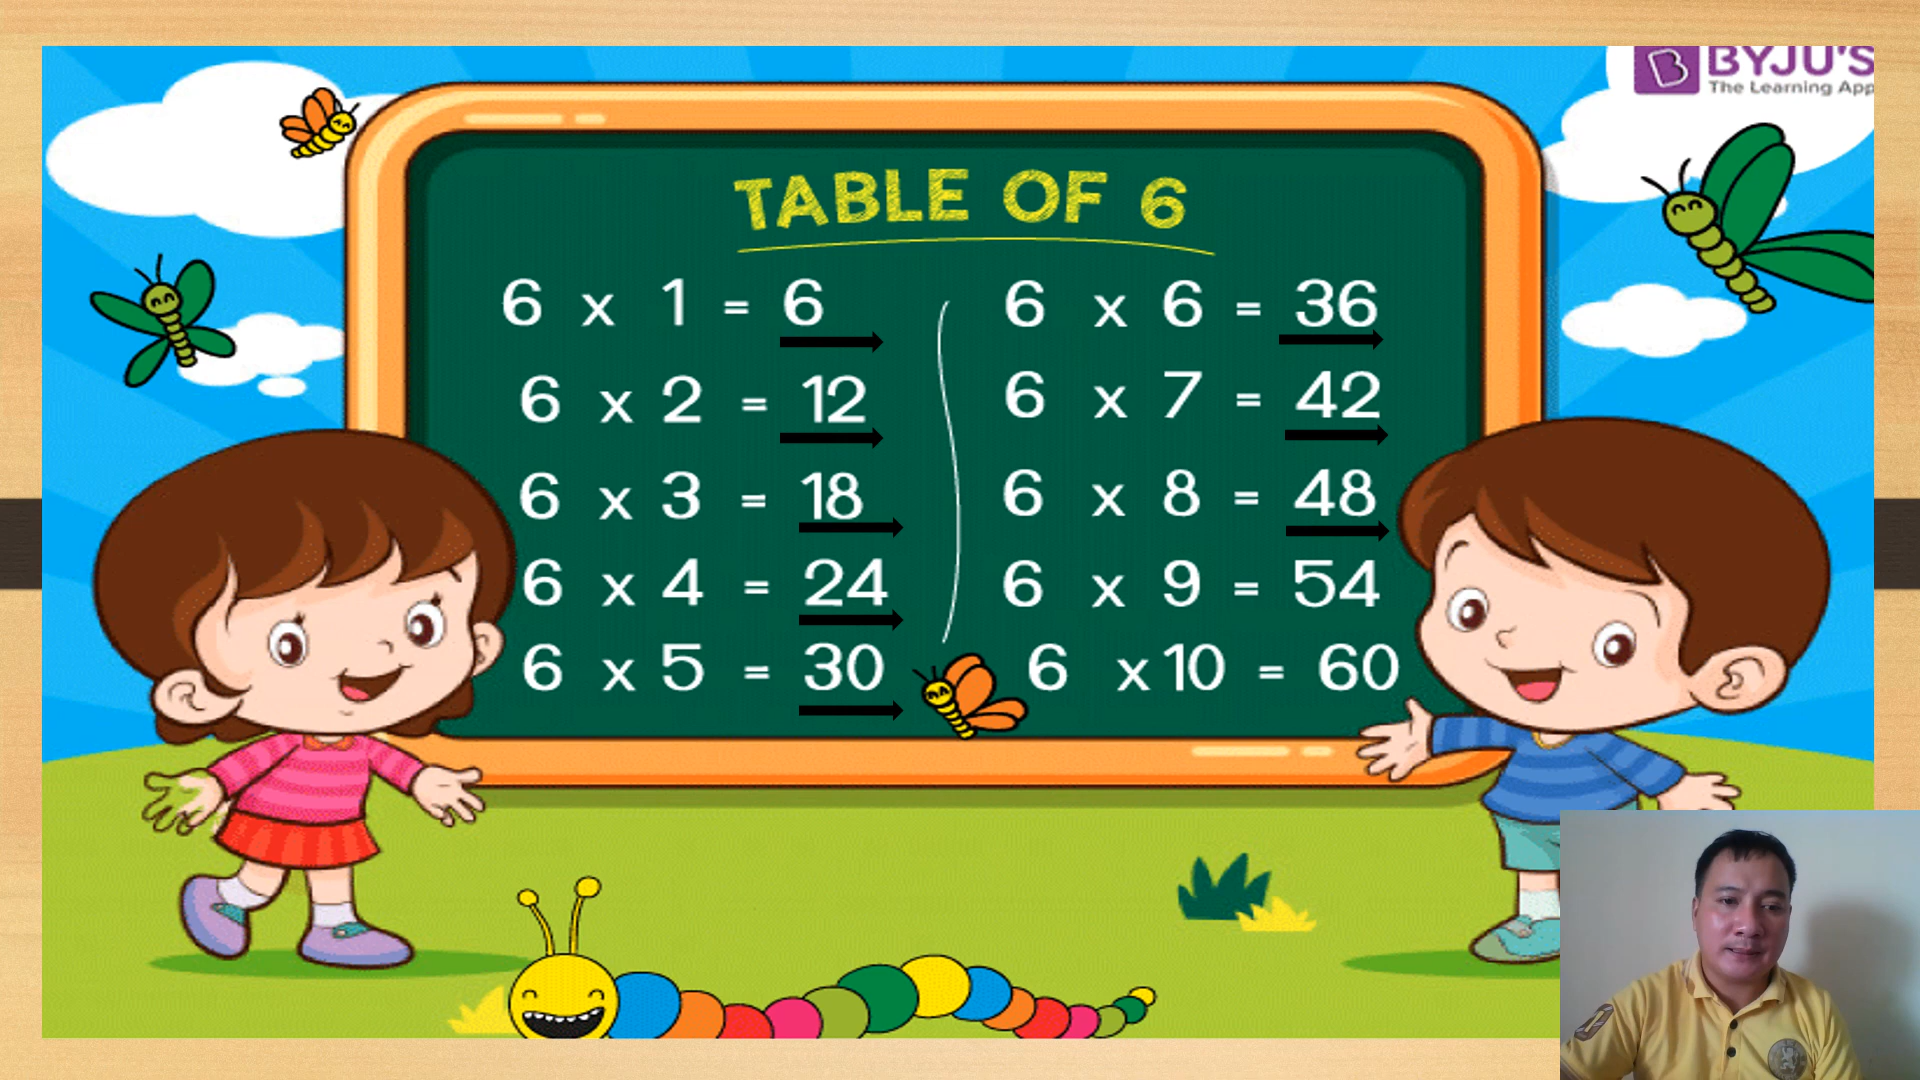 BYJU'S
The Learning App
TABLE OF 6
6 x 1 = 6
6 x 2 = 12
6 x 3 = 18
6 x 4 = 24
6 x 5 = 30
6 x 6 = 36
6 x 7 = 42
6 x 8 = 48
6 x 9 = 54
6 x 10 = 60